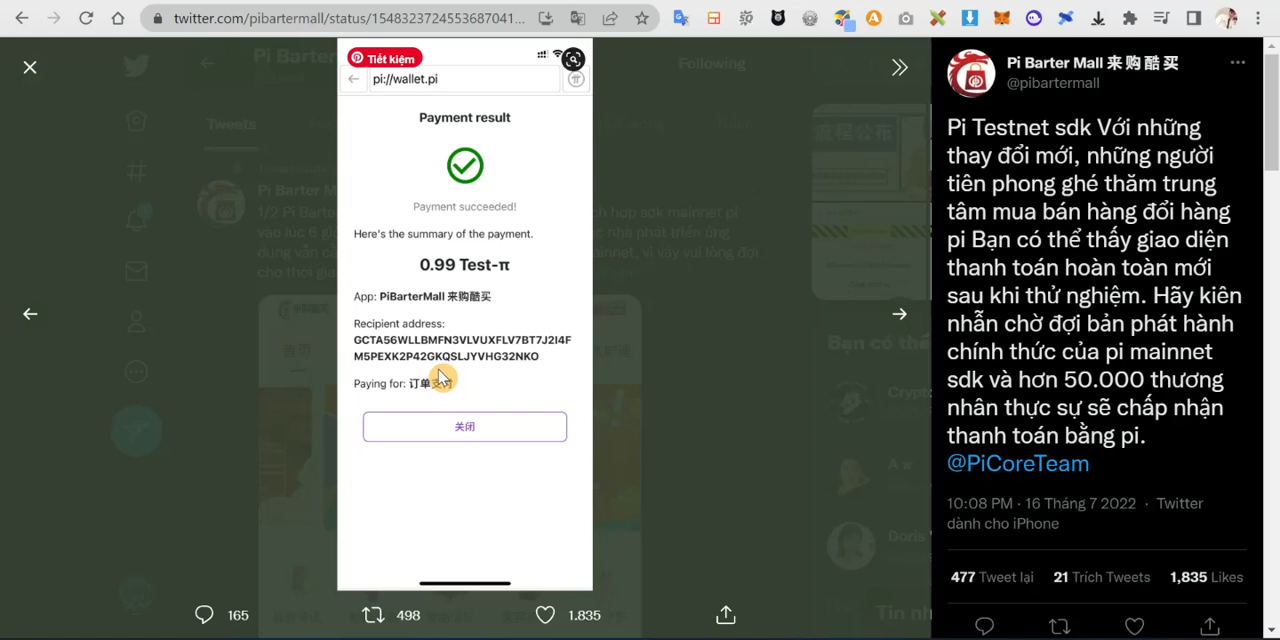 twitter.com/pibartermall/status/1548323724553687041...
Tiết kiệm
pi://wallet.pi
Payment result
Payment succeeded!
Here's the summary of the payment.
0.99 Test-π
App: PiBarterMall 来购酷买
Recipient address:
GCTA56WLLBMFN3VLVUXFLV7BT7J2I4F
M5PEXK2P42GKQSLJYVHG32NKO
Paying for: 订单支付
关闭
165
498
1.835
Following
Tweets
Pi Barter Mall 来购酷买
@pibartermall
Pi Testnet sdk Với những
thay đổi mới, những người
tiên phong ghé thăm trung
tâm mua bán hàng đổi hàng
pi Bạn có thể thấy giao diện
thanh toán hoàn toàn mới
sau khi thử nghiệm. Hãy kiên
nhẫn chờ đợi bản phát hành
chính thức của pi mainnet
sdk và hơn 50.000 thương
nhân thực sự sẽ chấp nhận
thanh toán bằng pi.
@PiCoreTeam
10:08 PM · 16 Tháng 7 2022 · Twitter
dành cho iPhone
477 Tweet lại 21 Trích Tweets 1,835 Likes